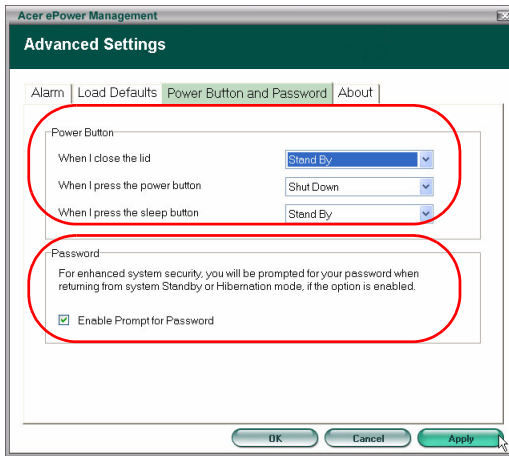 Acer ePower Management
Advanced Settings
Alarm Load Defaults Power Button and Password About
Power Button
When I close the lid Stand By
When I press the power button Shut Down
When I press the sleep button Stand By
Password
For enhanced system security, you will be prompted for your password when
returning from system Standby or Hibernation mode, if the option is enabled.
Enable Prompt for Password
OK Cancel Apply